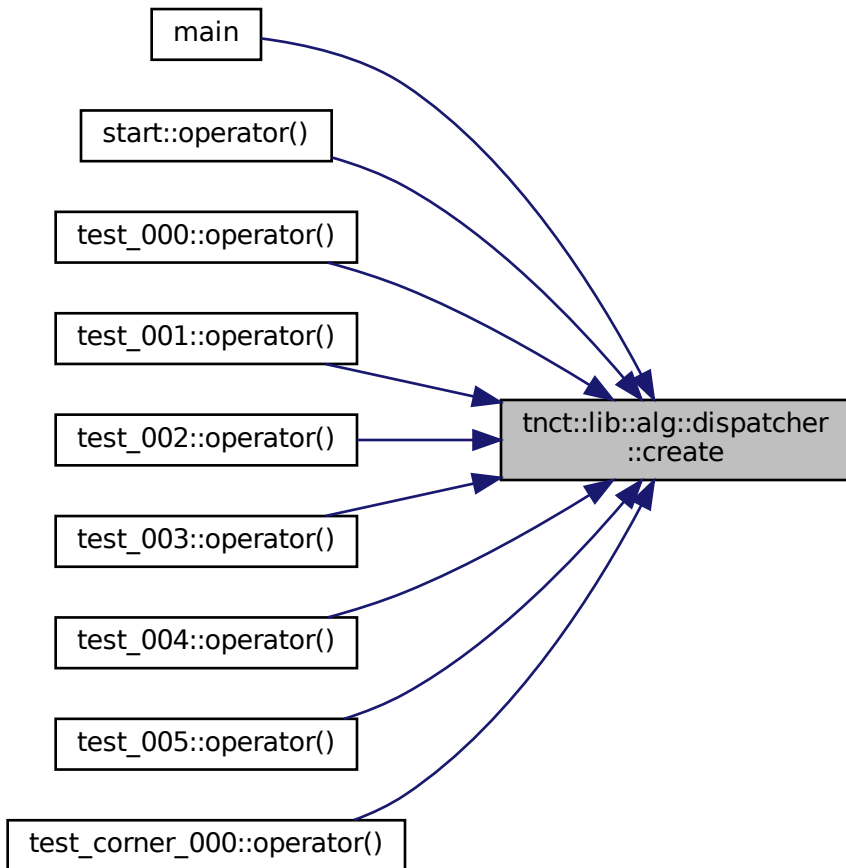 main
start::operator()
test_000::operator()
test_001::operator()
test_002::operator()
test_003::operator()
test_004::operator()
test_005::operator()
test_corner_000::operator()
tnct::lib::alg::dispatcher
::create